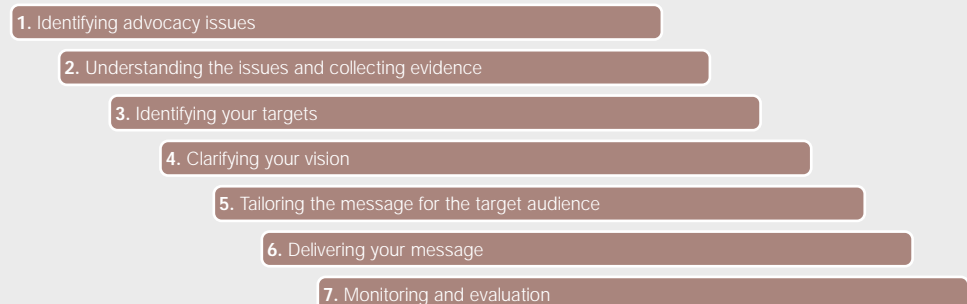 1. Identifying advocacy issues
2. Understanding the issues and collecting evidence
3. Identifying your targets
4. Clarifying your vision
5. Tailoring the message for the target audience
6. Delivering your message
7. Monitoring and evaluation